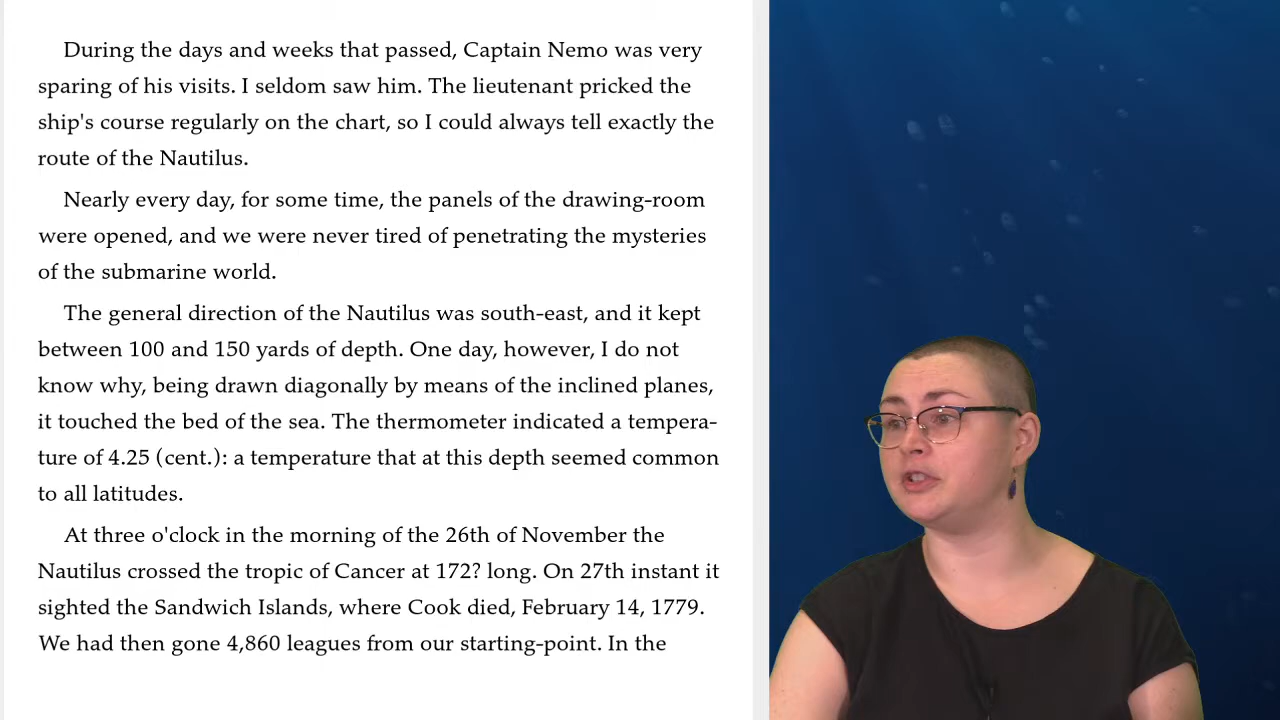 During the days and weeks that passed, Captain Nemo was very
sparing of his visits. I seldom saw him. The lieutenant pricked the
ship's course regularly on the chart, so I could always tell exactly the
route of the Nautilus.
Nearly every day, for some time, the panels of the drawing-room
were opened, and we were never tired of penetrating the mysteries
of the submarine world.
The general direction of the Nautilus was south-east, and it kept
between 100 and 150 yards of depth. One day, however, I do not
know why, being drawn diagonally by means of the inclined planes,
it touched the bed of the sea. The thermometer indicated a tempera-
ture of 4.25 (cent.): a temperature that at this depth seemed common
to all latitudes.
At three o'clock in the morning of the 26th of November the
Nautilus crossed the tropic of Cancer at 172? long. On 27th instant it
sighted the Sandwich Islands, where Cook died, February 14, 1779.
We had then gone 4,860 leagues from our starting-point. In the